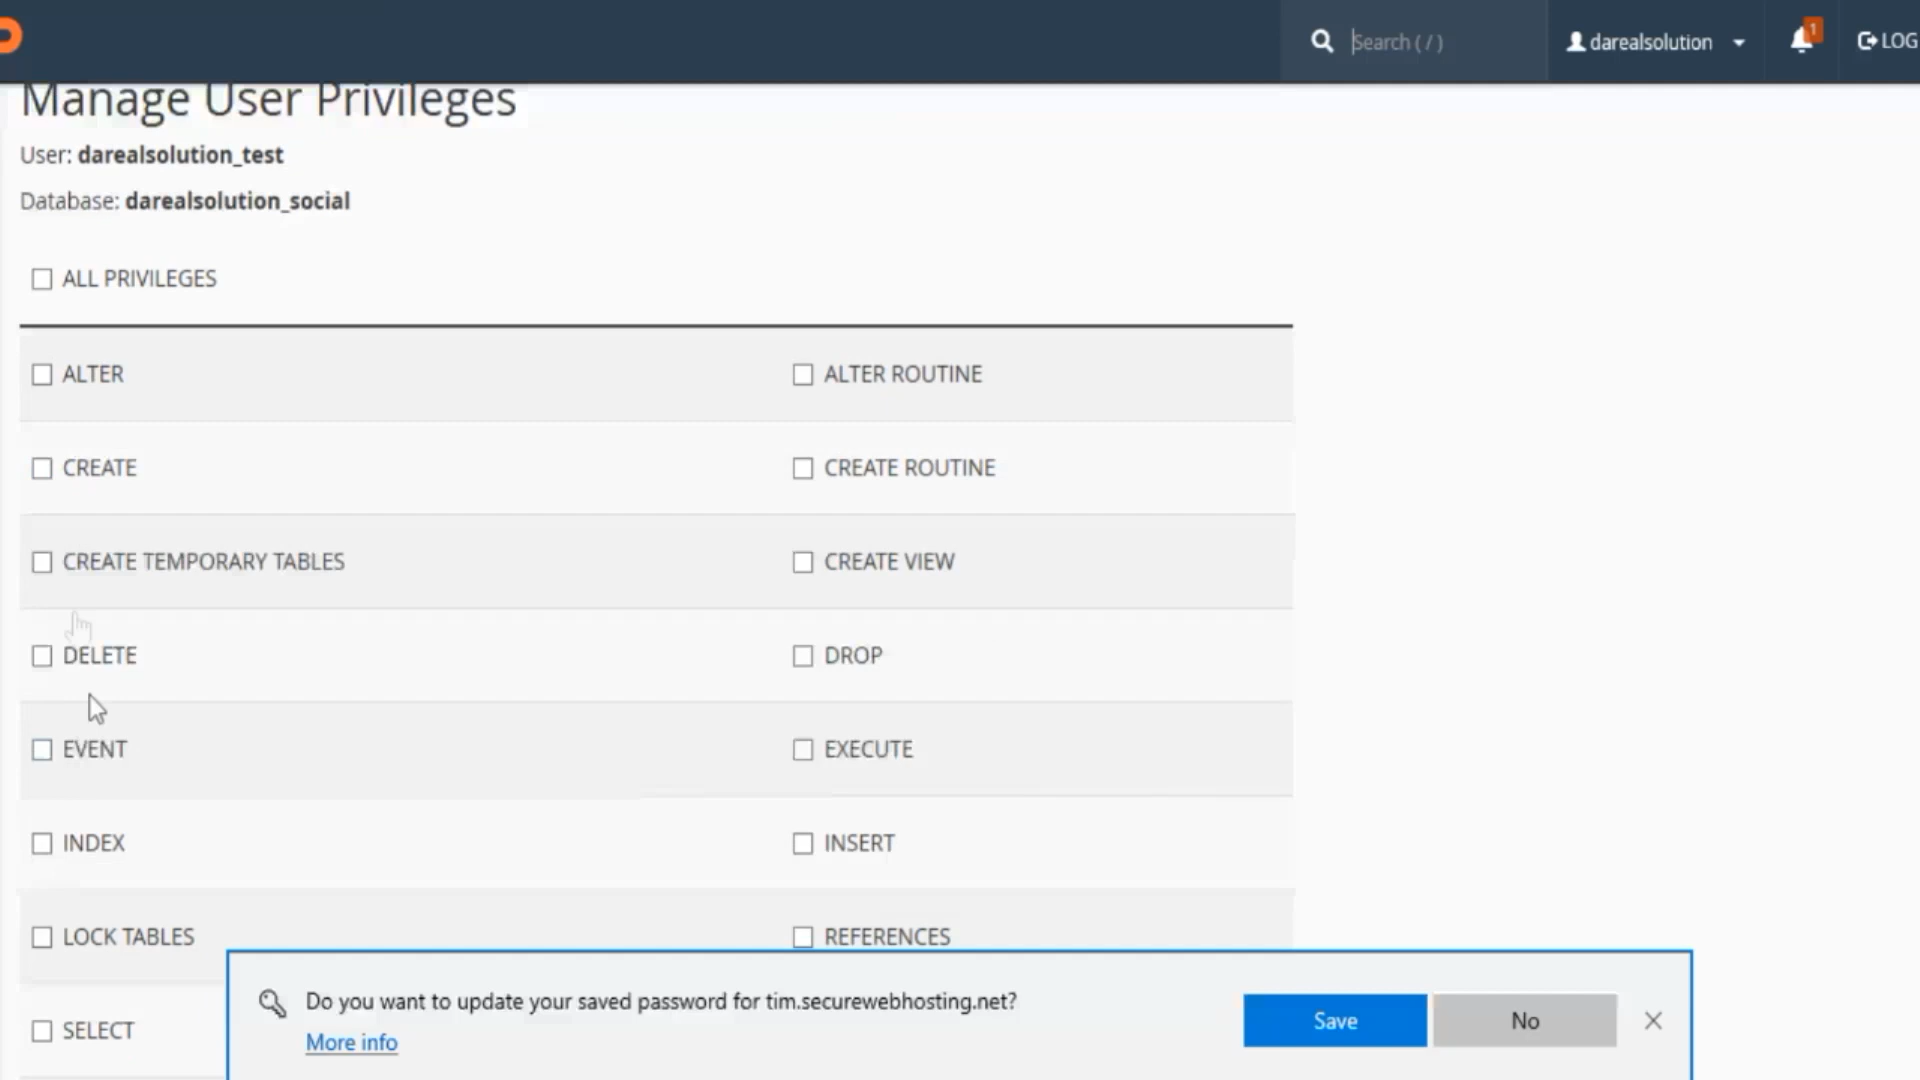 Search ( / )
darealsolution
1
LOG
Manage User Privileges
User: darealsolution_test
Database: darealsolution_social
ALL PRIVILEGES
ALTER
ALTER ROUTINE
CREATE
CREATE ROUTINE
CREATE TEMPORARY TABLES
CREATE VIEW
DELETE
DROP
EVENT
EXECUTE
INDEX
INSERT
LOCK TABLES
REFERENCES
SELECT
Do you want to update your saved password for tim.securewebhosting.net?
More info
Save
No